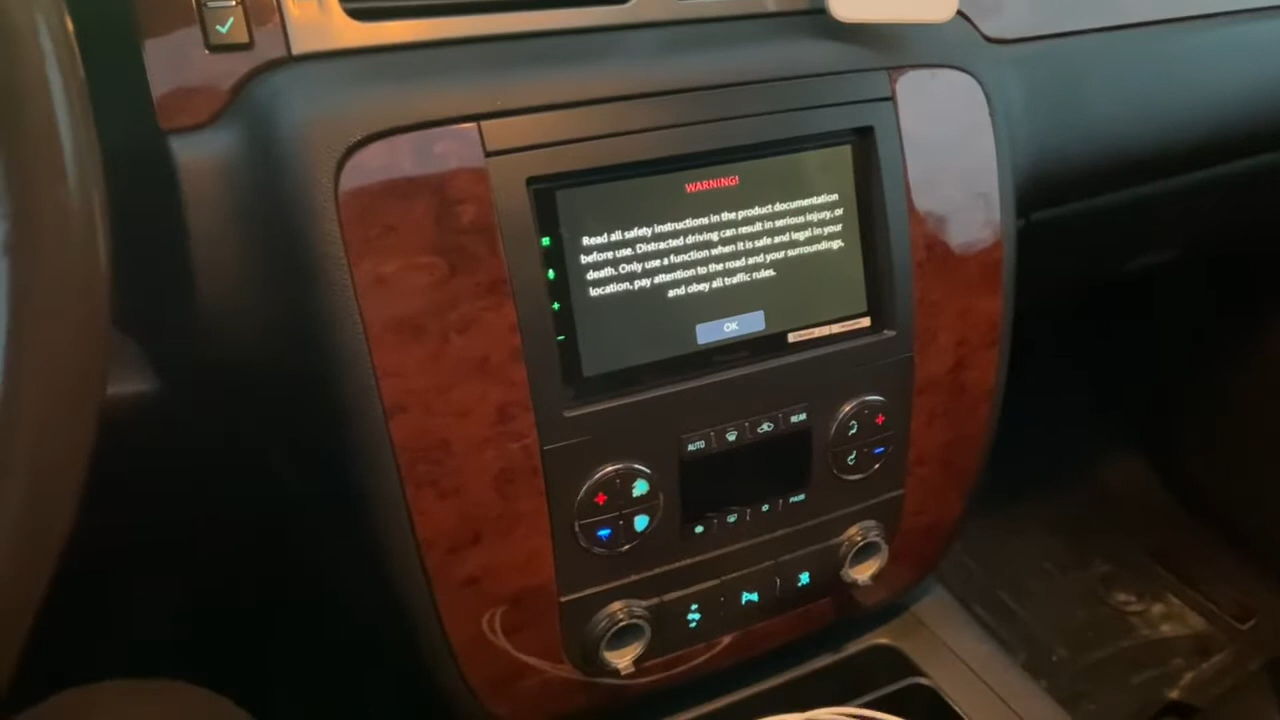 WARNING!
Read all safety instructions in the product documentation
before use. Distracted driving can result in serious injury, or
death. Only use a function when it is safe and legal in your
location, pay attention to the road and your surroundings,
and obey all traffic rules.
OK
AUTO
REAR
PASS